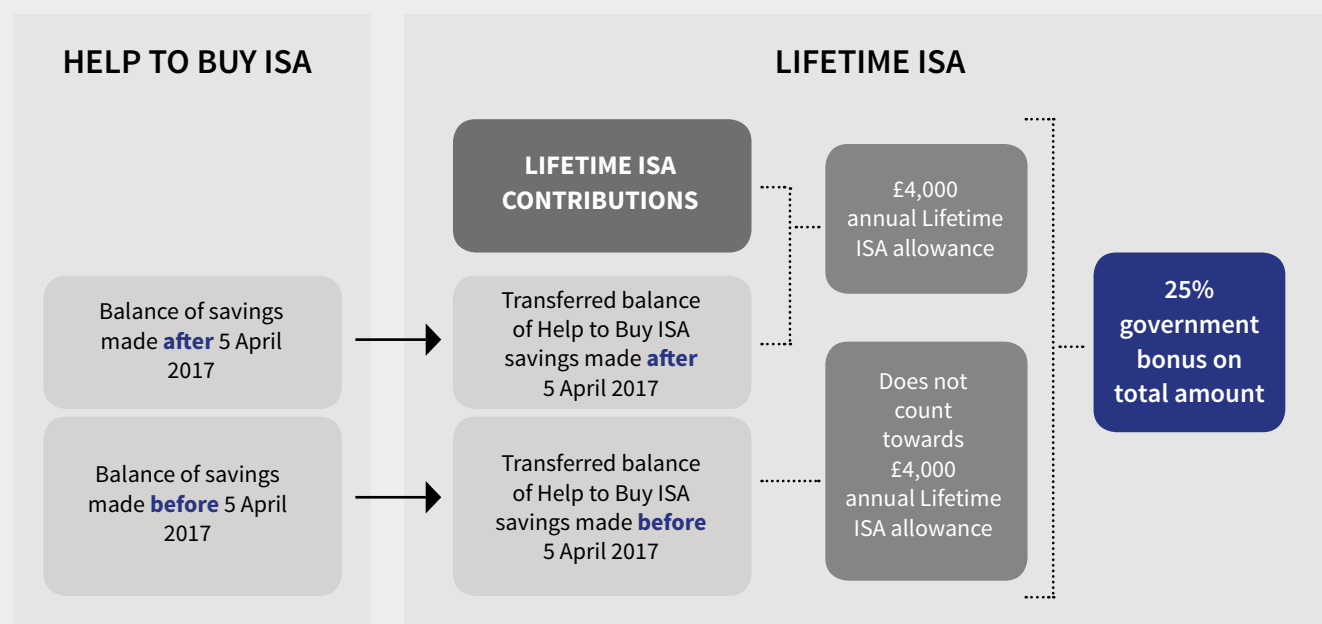 HELP TO BUY ISA
LIFETIME ISA
LIFETIME ISA
CONTRIBUTIONS
£4,000
annual Lifetime
ISA allowance
Balance of savings
made after 5 April
2017
Transferred balance
of Help to Buy ISA
savings made after
5 April 2017
25%
government
bonus on
total amount
Balance of savings
made before 5 April
2017
Transferred balance
of Help to Buy ISA
savings made before
5 April 2017
Does not
count
towards
£4,000
annual Lifetime
ISA allowance